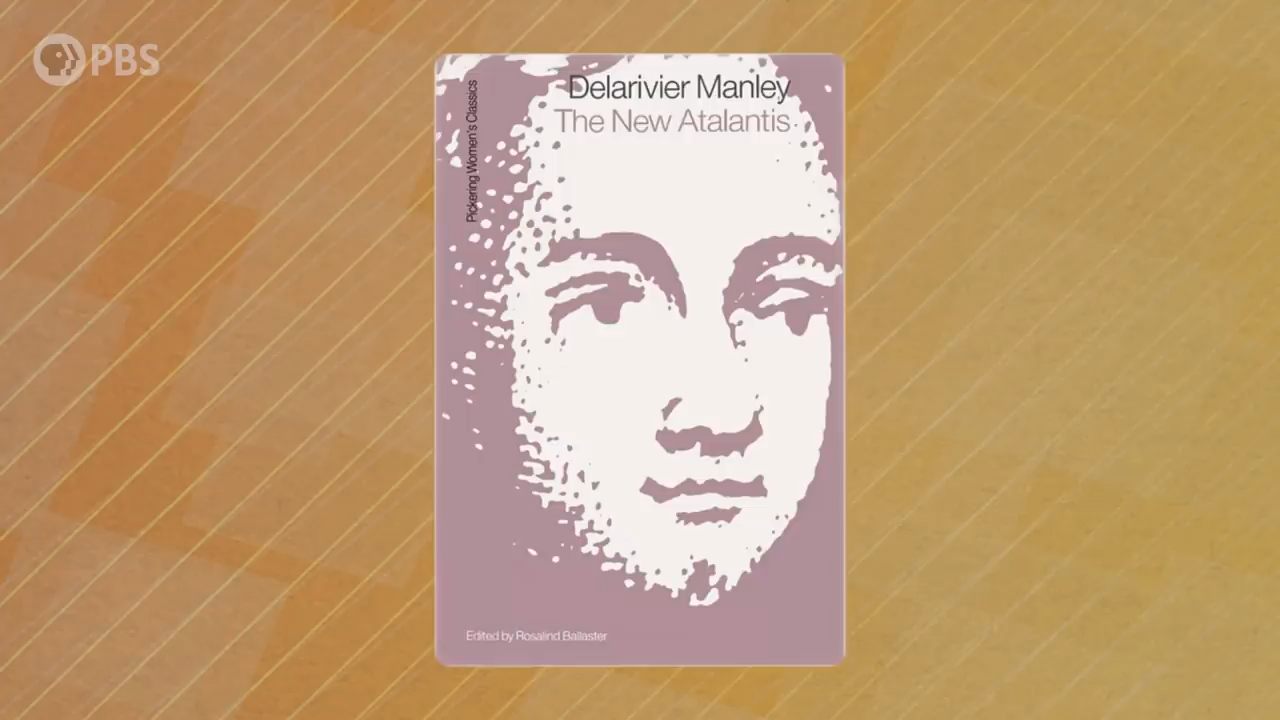 PBS
Delarivier Manley
The New Atalantis
Pickering Women's Classics
Edited by Rosalind Ballaster